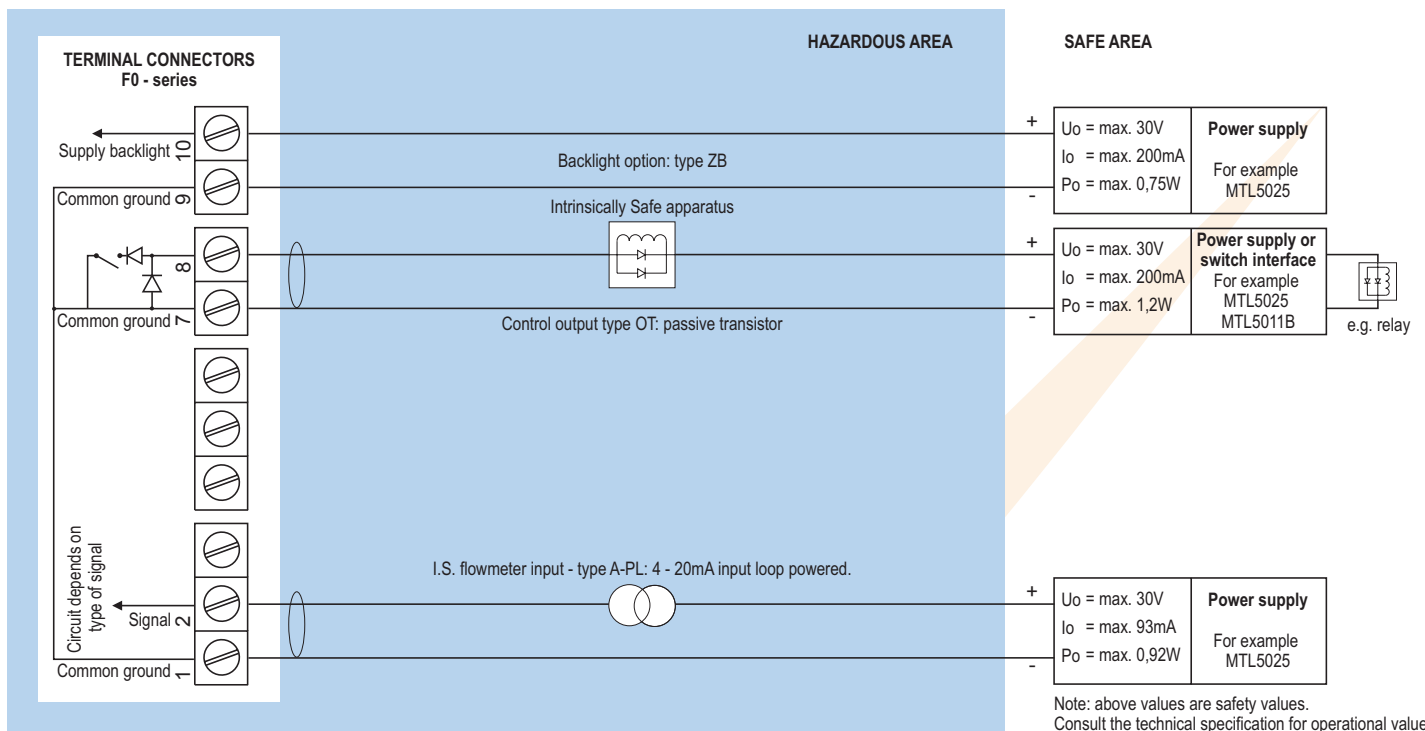 HAZARDOUS AREA
SAFE AREA
TERMINAL CONNECTORS
F0 - series
Supply backlight
10
Common ground
9
8
Common ground
7
Circuit depends on
type of signal
Signal
2
Common ground
1
Backlight option: type ZB
Intrinsically Safe apparatus
Control output type OT: passive transistor
I.S. flowmeter input - type A-PL: 4 - 20mA input loop powered.
+
-
Uo = max. 30V
Io = max. 200mA
Po = max. 0,75W
Power supply
For example
MTL5025
+
-
Uo = max. 30V
Io = max. 200mA
Po = max. 1,2W
Power supply or
switch interface
For example
MTL5025
MTL5011B
e.g. relay
+
-
Uo = max. 30V
Io = max. 93mA
Po = max. 0,92W
Power supply
For example
MTL5025
Note: above values are safety values.
Consult the technical specification for operational value